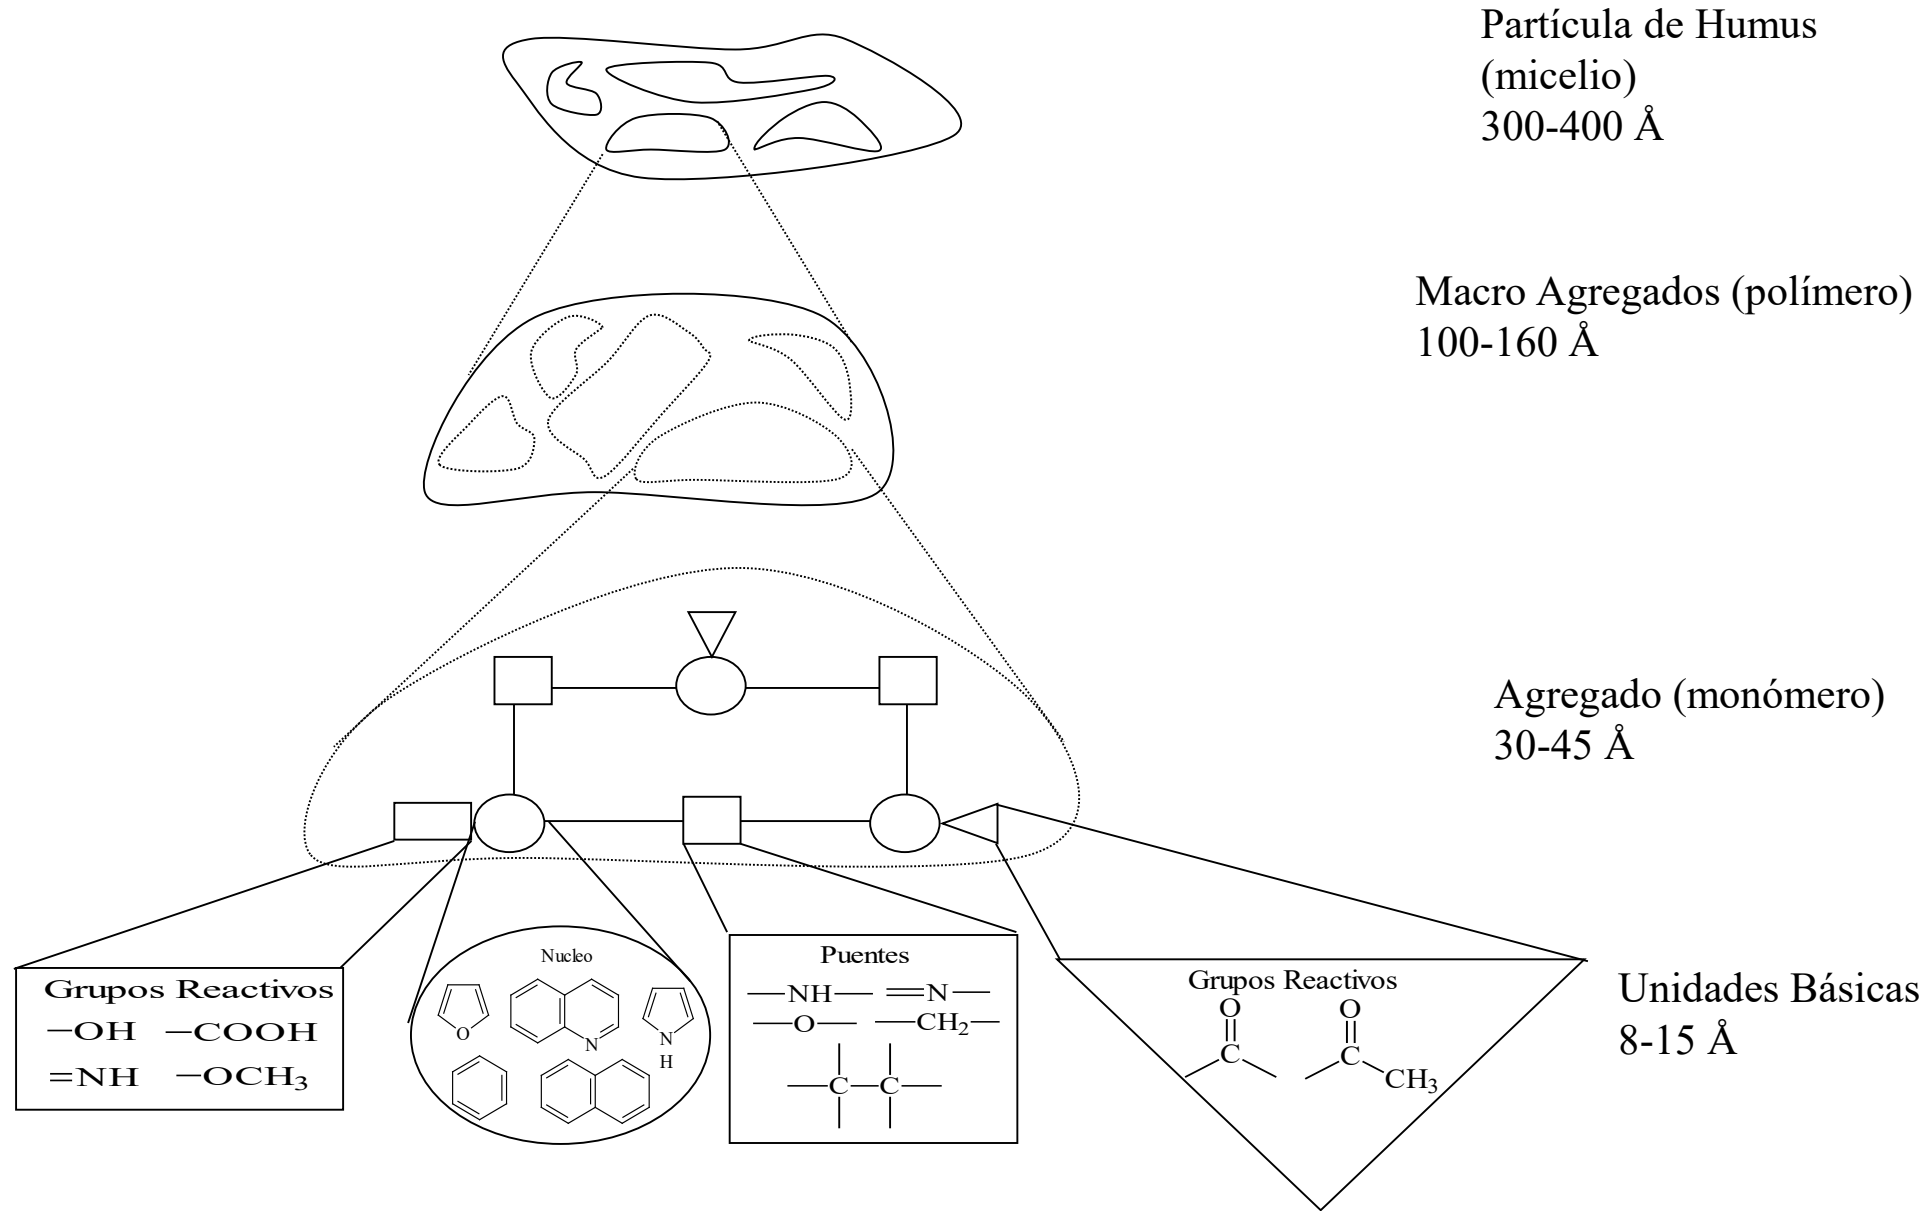 Partícula de Humus
(micelio)
300-400 Å
Macro Agregados (polímero)
100-160 Å
Agregado (monómero)
30-45 Å
Unidades Básicas
8-15 Å
Grupos Reactivos
−OH −COOH
=NH −OCH₃
Nucleo
O
N
N
H
Puentes
—NH— =N—
—O— —CH₂—
—C—C—
Grupos Reactivos
O O
C C
CH₃